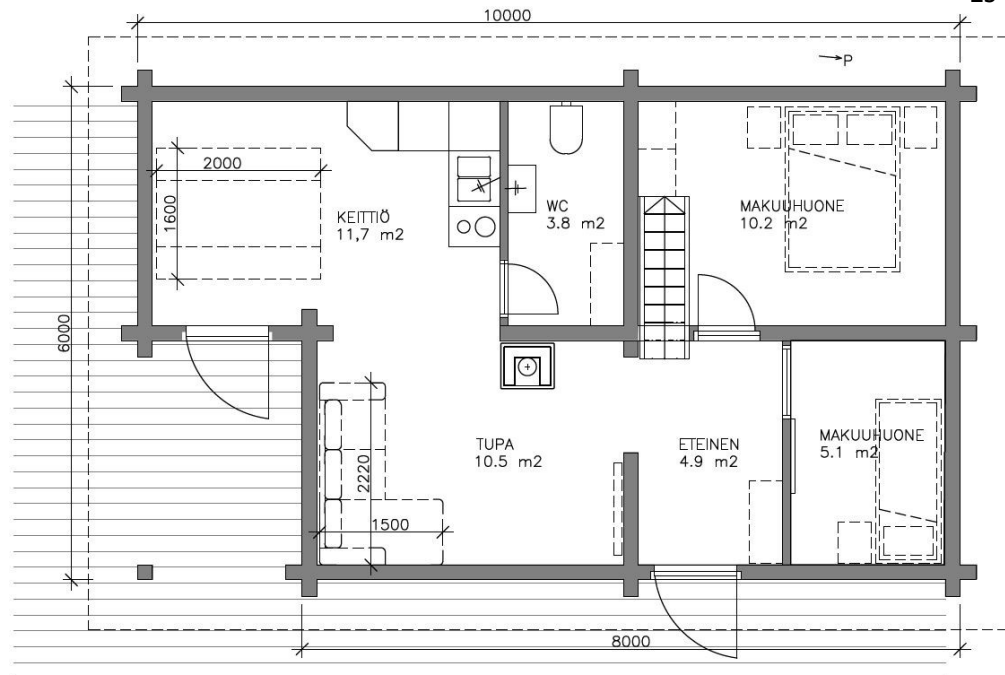 10000
P
2000
1600
KEITTIÖ
11,7 m2
WC
3.8 m2
MAKUUHUONE
10.2 m2
6000
TUPA
10.5 m2
ETEINEN
4.9 m2
MAKUUHUONE
5.1 m2
2220
1500
8000